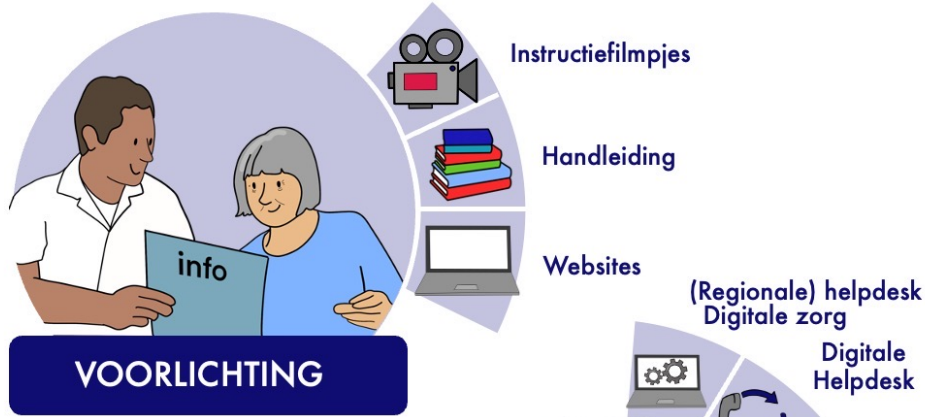 Instructiefilmpjes
Handleiding
info
Websites
(Regionale) helpdesk
Digitale zorg
VOORLICHTING
Digitale
Helpdesk